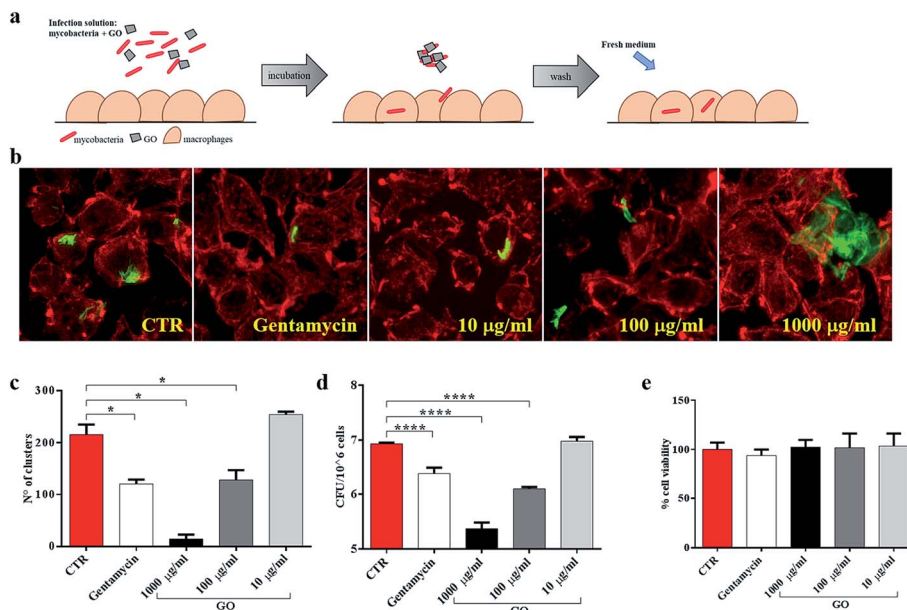 a
Infection solution:
mycobacteria + GO
incubation
wash
Fresh medium
mycobacteria
GO
macrophages
b
CTR
Gentamycin
10 µg/ml
100 µg/ml
1000 µg/ml
c
N° of clusters
300
200
100
0
*
*
*
CTR
Gentamycin
1000 µg/ml
100 µg/ml
10 µg/ml
GO
d
CFU/10^6 cells
8
7
6
5
****
****
****
CTR
Gentamycin
1000 µg/ml
100 µg/ml
10 µg/ml
GO
e
% cell viability
150
100
50
0
CTR
Gentamycin
1000 µg/ml
100 µg/ml
10 µg/ml
GO